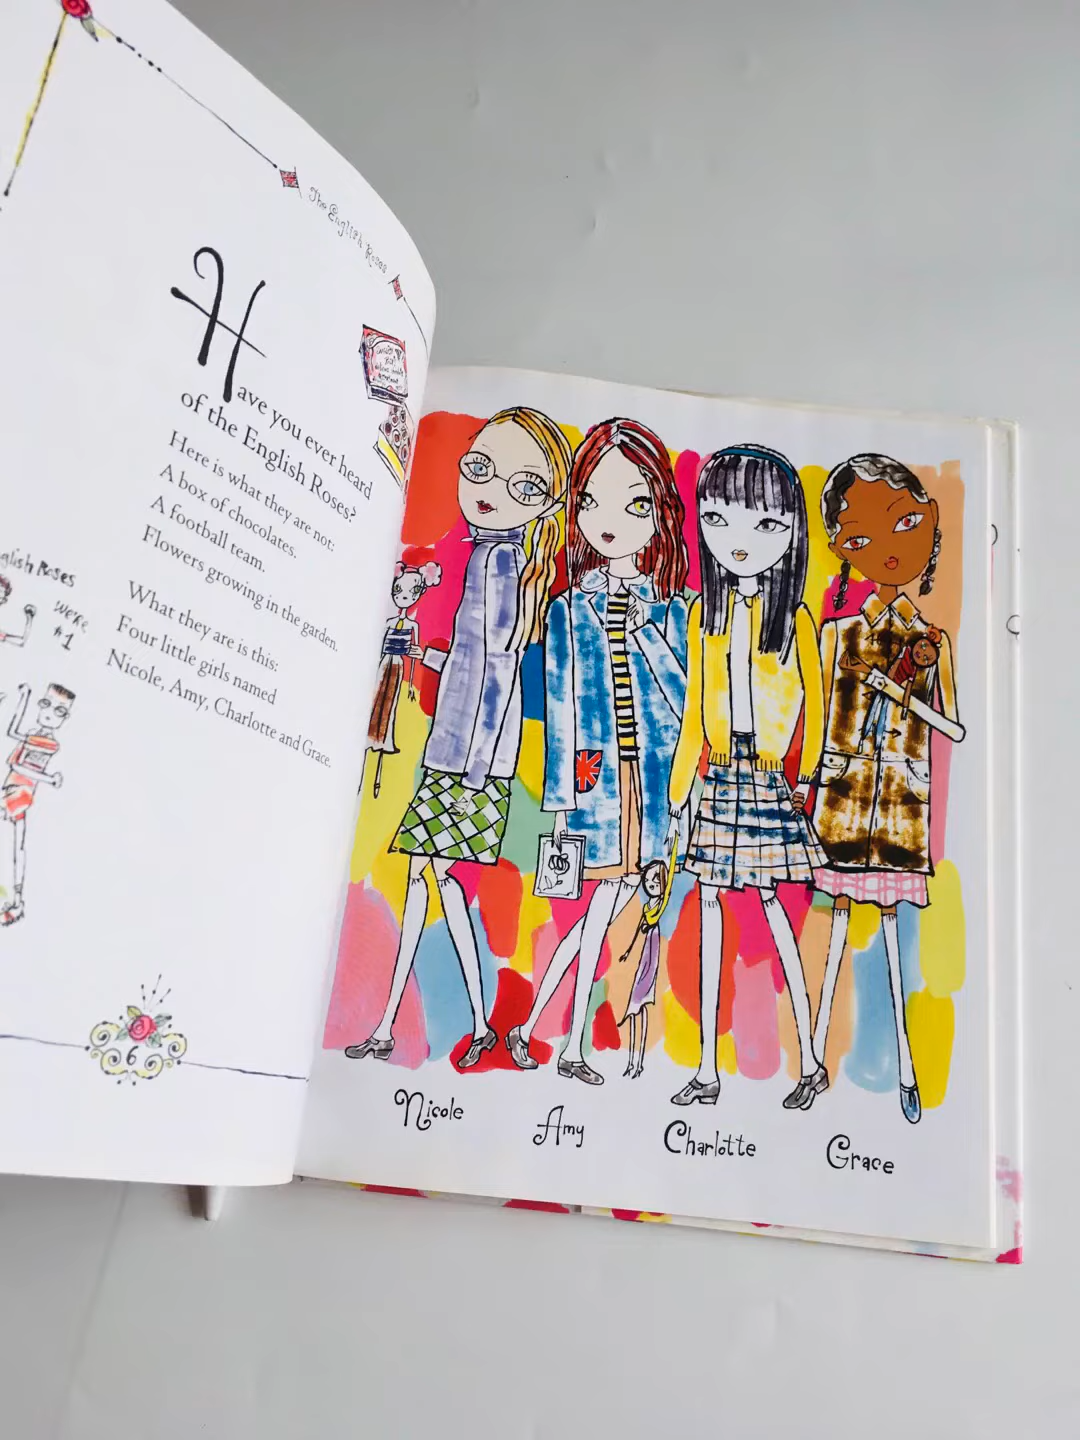 The English Roses
Have you ever heard
of the English Roses?
Here is what they are not:
A box of chocolates.
A football team.
Flowers growing in the garden.
What they are is this:
Four little girls named
Nicole, Amy, Charlotte and Grace.
Roses
WE'RE
#1
6
Nicole
Amy
Charlotte
Grace